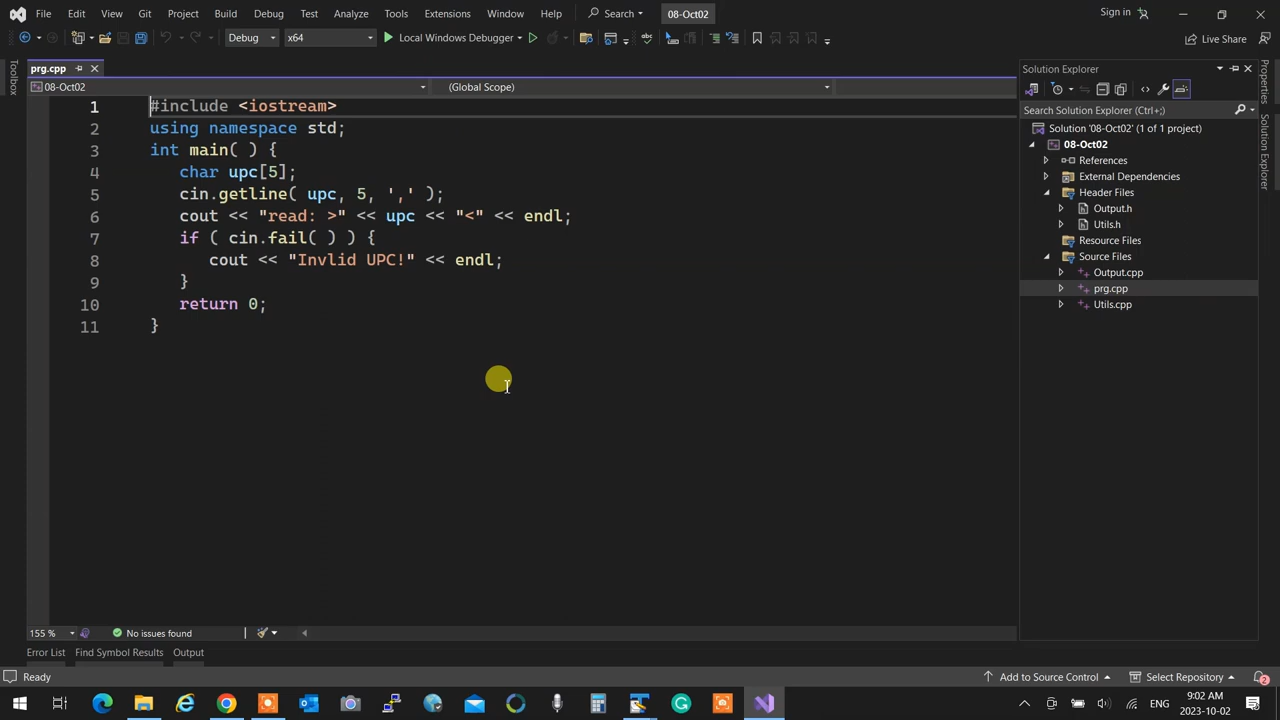 File Edit View Git Project Build Debug Test Analyze Tools Extensions Window Help Search 08-Oct02 Sign in
Debug x64 Local Windows Debugger Live Share
Toolbox
prg.cpp
08-Oct02 (Global Scope)
1 #include <iostream>
2 using namespace std;
3 int main( ) {
4 char upc[5];
5 cin.getline( upc, 5, ',' );
6 cout << "read: >" << upc << "<" << endl;
7 if ( cin.fail( ) ) {
8 cout << "Invlid UPC!" << endl;
9 }
10 return 0;
11 }
155 % No issues found
Error List Find Symbol Results Output
Solution Explorer
Search Solution Explorer (Ctrl+;)
Solution '08-Oct02' (1 of 1 project)
08-Oct02
References
External Dependencies
Header Files
Output.h
Utils.h
Resource Files
Source Files
Output.cpp
prg.cpp
Utils.cpp
Properties
Solution Explorer
Ready Add to Source Control Select Repository 2
ENG 9:02 AM
2023-10-02